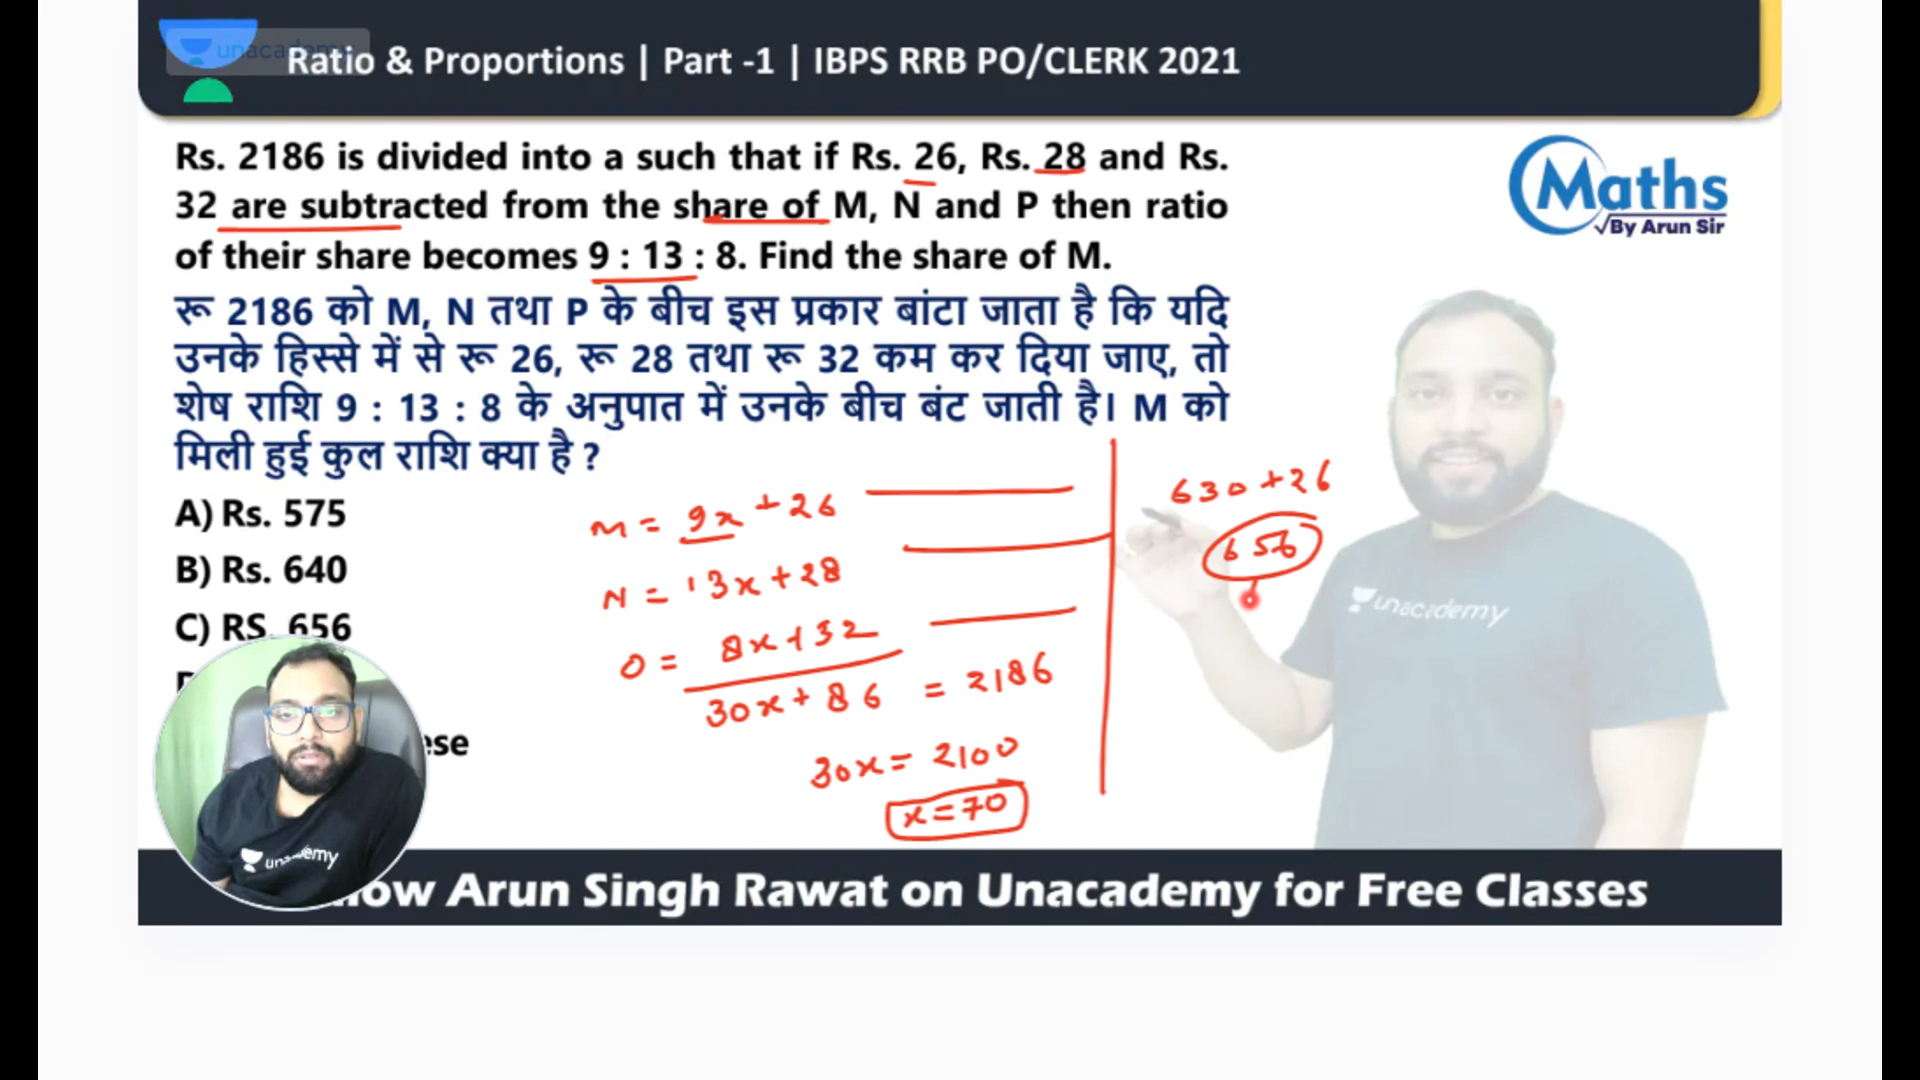 unacademy
Ratio & Proportions | Part -1 | IBPS RRB PO/CLERK 2021
Rs. 2186 is divided into a such that if Rs. 26, Rs. 28 and Rs.
32 are subtracted from the share of M, N and P then ratio
of their share becomes 9 : 13 : 8. Find the share of M.
Maths
√By Arun Sir
रू 2186 को M, N तथा P के बीच इस प्रकार बांटा जाता है कि यदि
उनके हिस्से में से रू 26, रू 28 तथा रू 32 कम कर दिया जाए, तो
शेष राशि 9 : 13 : 8 के अनुपात में उनके बीच बंट जाती है। M को
मिली हुई कुल राशि क्या है ?
A) Rs. 575
B) Rs. 640
C) RS. 656
ese
M = 9x + 26
N = 13x + 28
O = 8x + 32
30x + 86 = 2186
30x = 2100
x = 70
630 + 26
656
unacademy
unacademy
ow Arun Singh Rawat on Unacademy for Free Classes